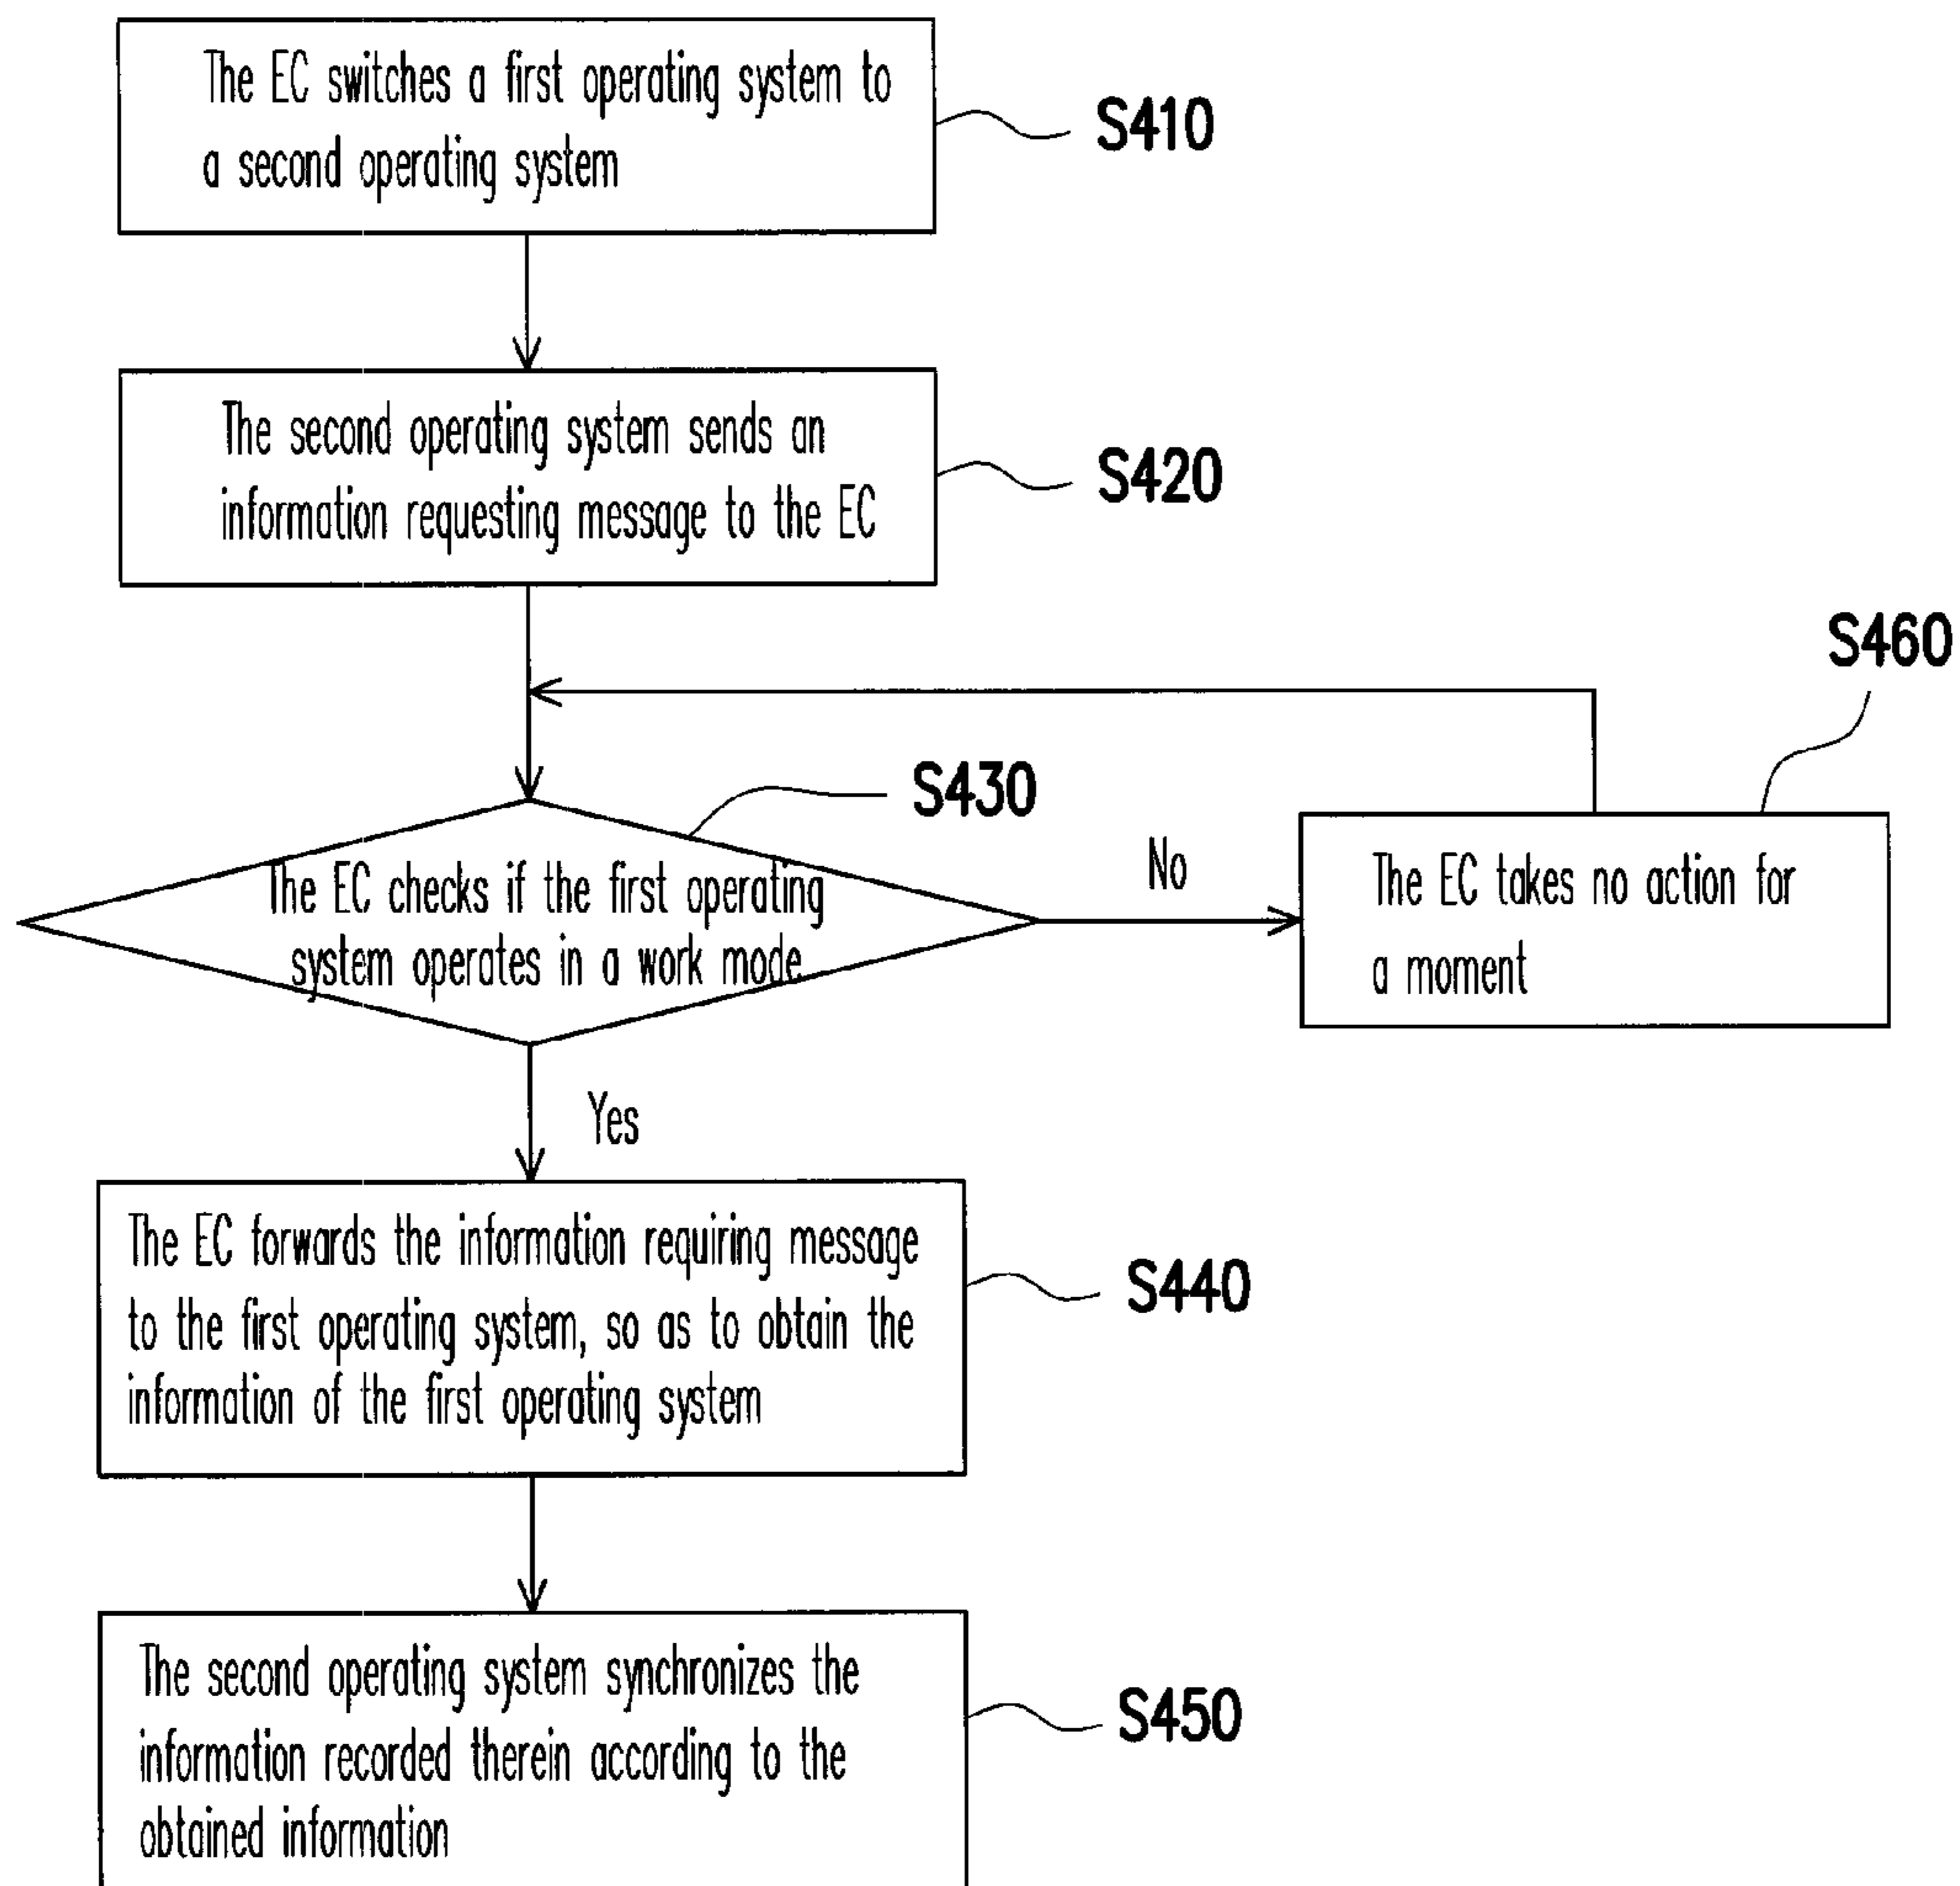 The EC switches a first operating system to
a second operating system
S410
The second operating system sends an
information requesting message to the EC
S420
S460
S430
The EC checks if the first operating
system operates in a work mode
No
The EC takes no action for
a moment
Yes
The EC forwards the information requiring message
to the first operating system, so as to obtain the
information of the first operating system
S440
The second operating system synchronizes the
information recorded therein according to the
obtained information
S450